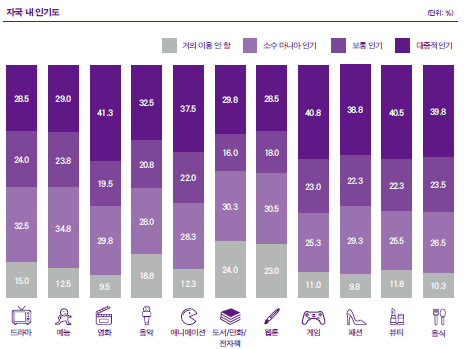 자국 내 인기도
(단위: %)
거의 이용 안 함 소수 마니아 인기 보통 인기 대중적인기
28.5 29.0 41.3 32.5 37.5 29.8 28.5 40.8 38.8 40.5 39.8
24.0 23.8 19.5 20.8 22.0 16.0 18.0 23.0 22.3 22.3 23.5
32.5 34.8 29.8 28.0 28.3 30.3 30.5 25.3 29.3 25.5 26.5
15.0 12.5 9.5 18.8 12.3 24.0 23.0 11.0 9.8 11.8 10.3
드라마 예능 영화 음악 애니메이션 도서/만화/ 웹툰 게임 패션 뷰티 음식
전자책